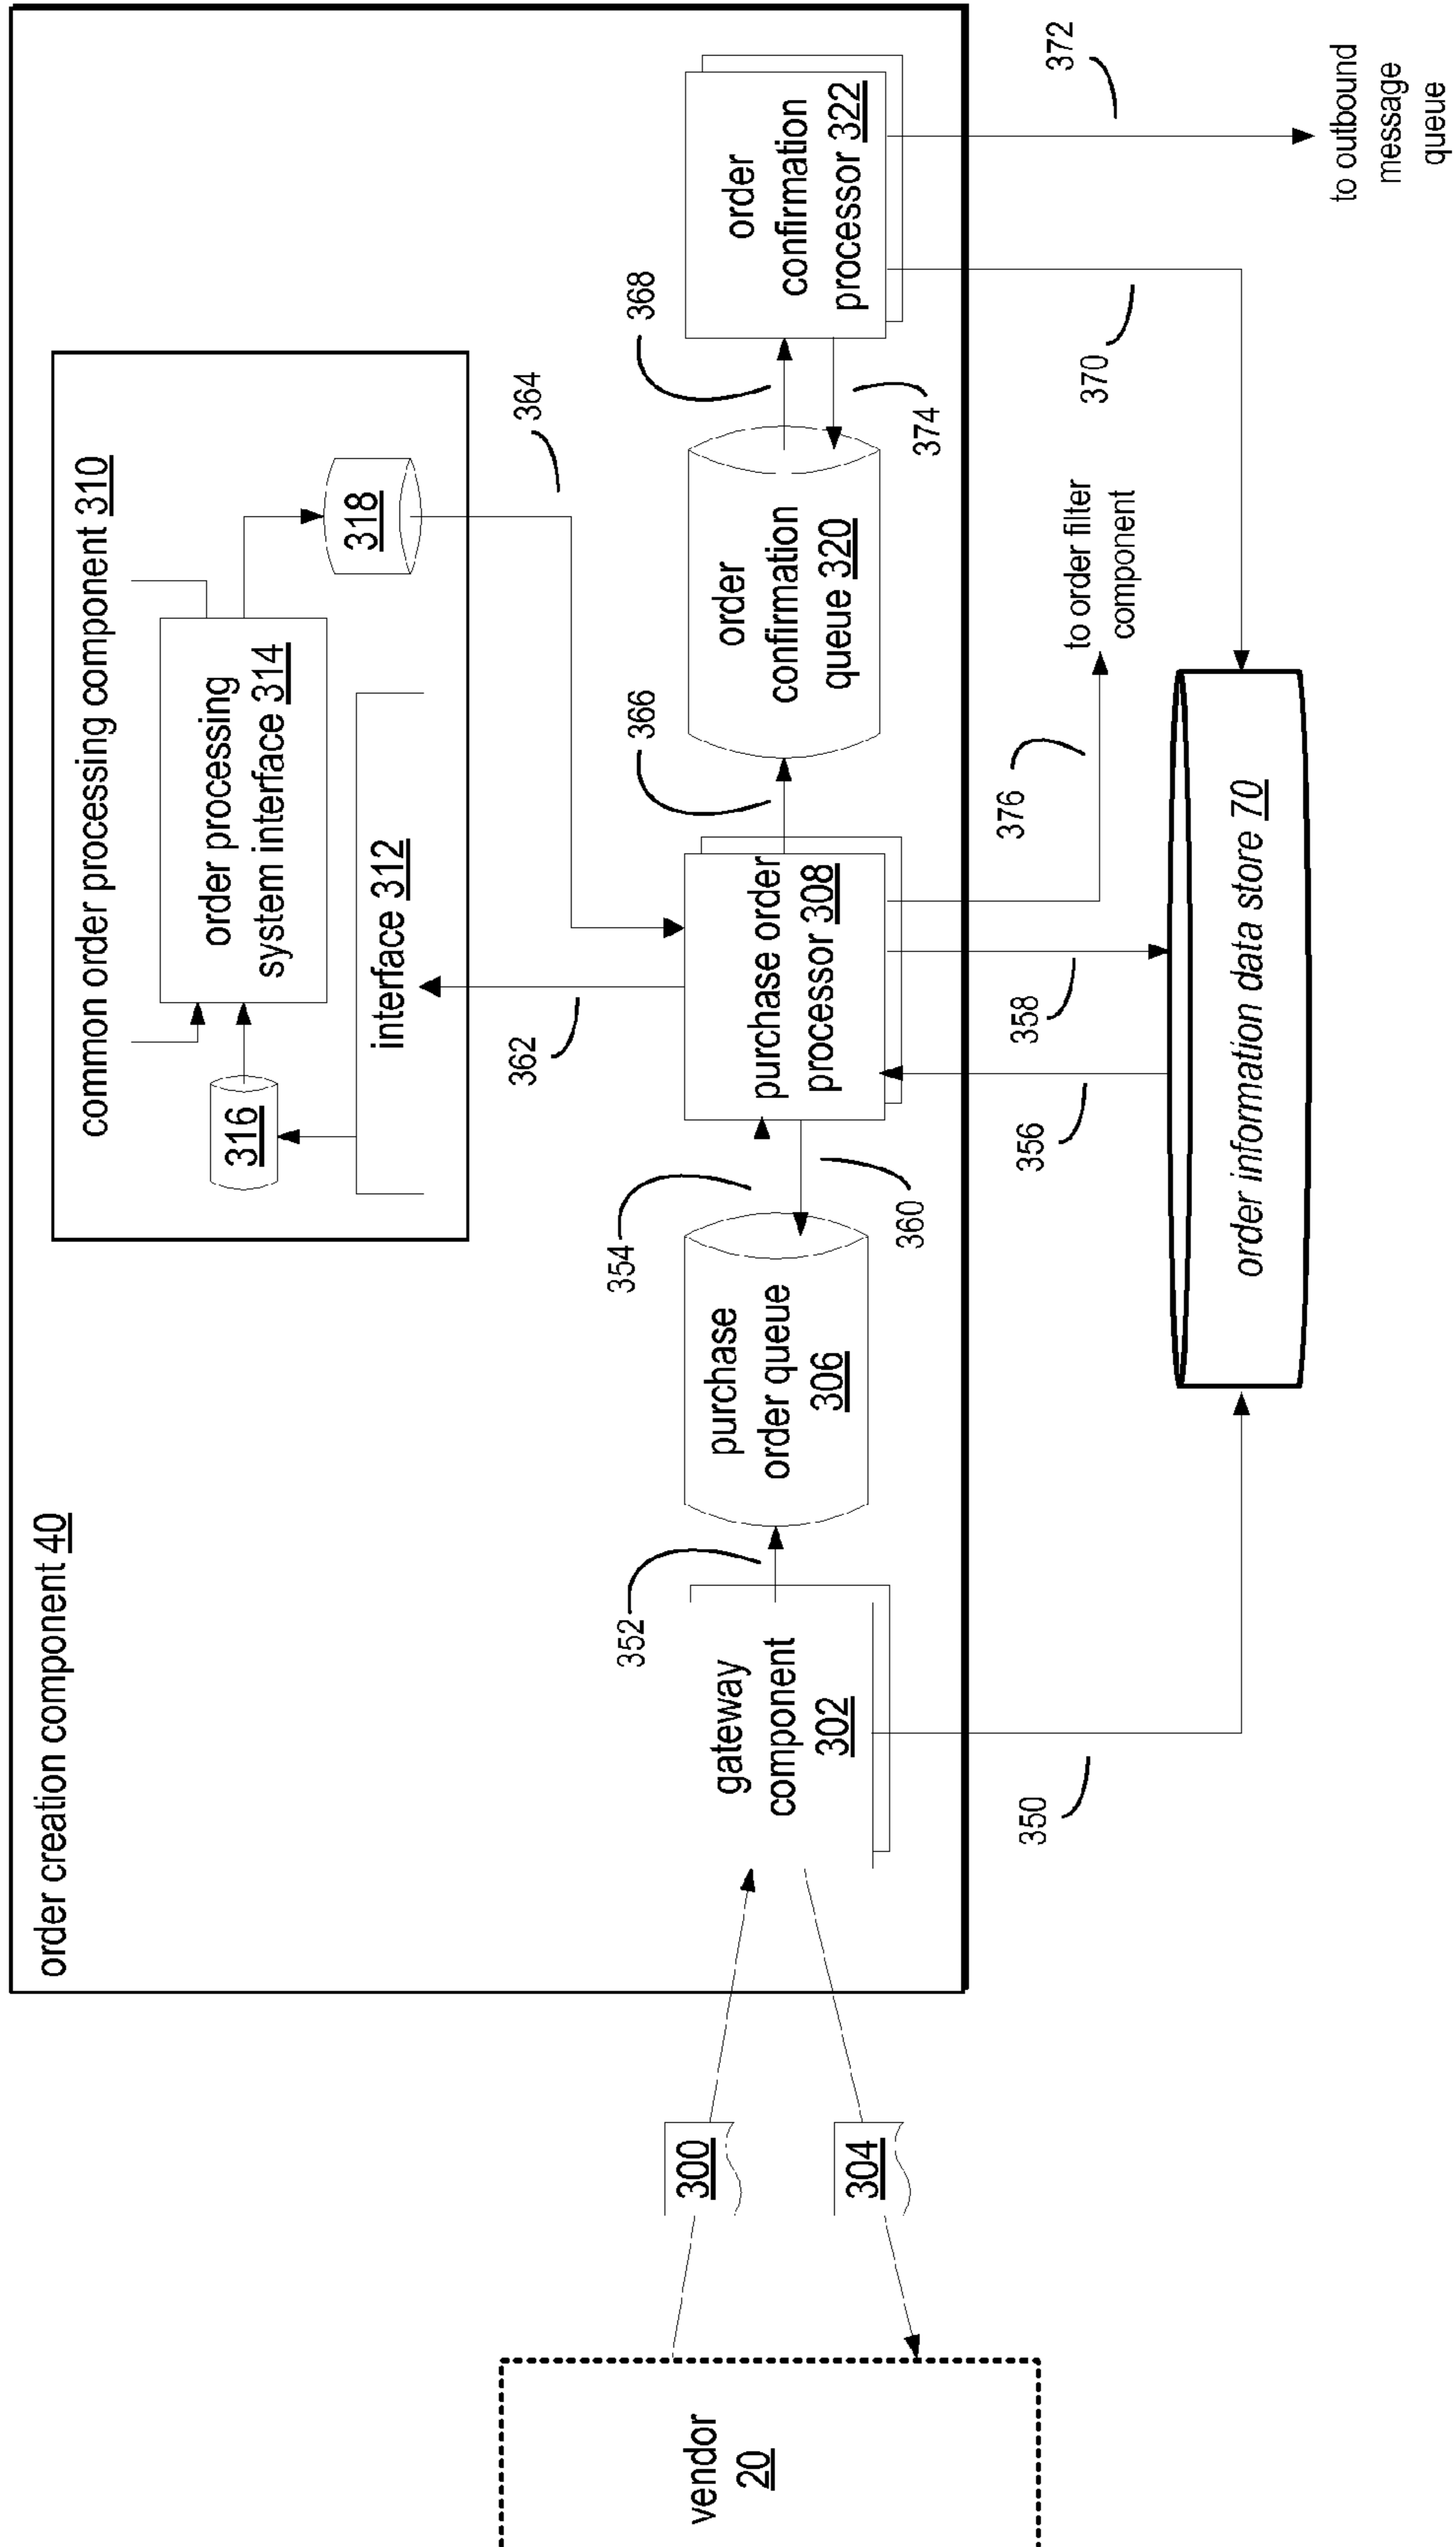 order creation component 40
common order processing component 310
order processing
system interface 314
316
318
interface 312
362
364
vendor
20
300
304
gateway
component
302
352
purchase
order queue
306
354
360
purchase order
processor 308
366
order
confirmation
queue 320
368
374
order
confirmation
processor 322
350
356
358
376
to order filter
component
370
372
to outbound
message
queue
order information data store 70